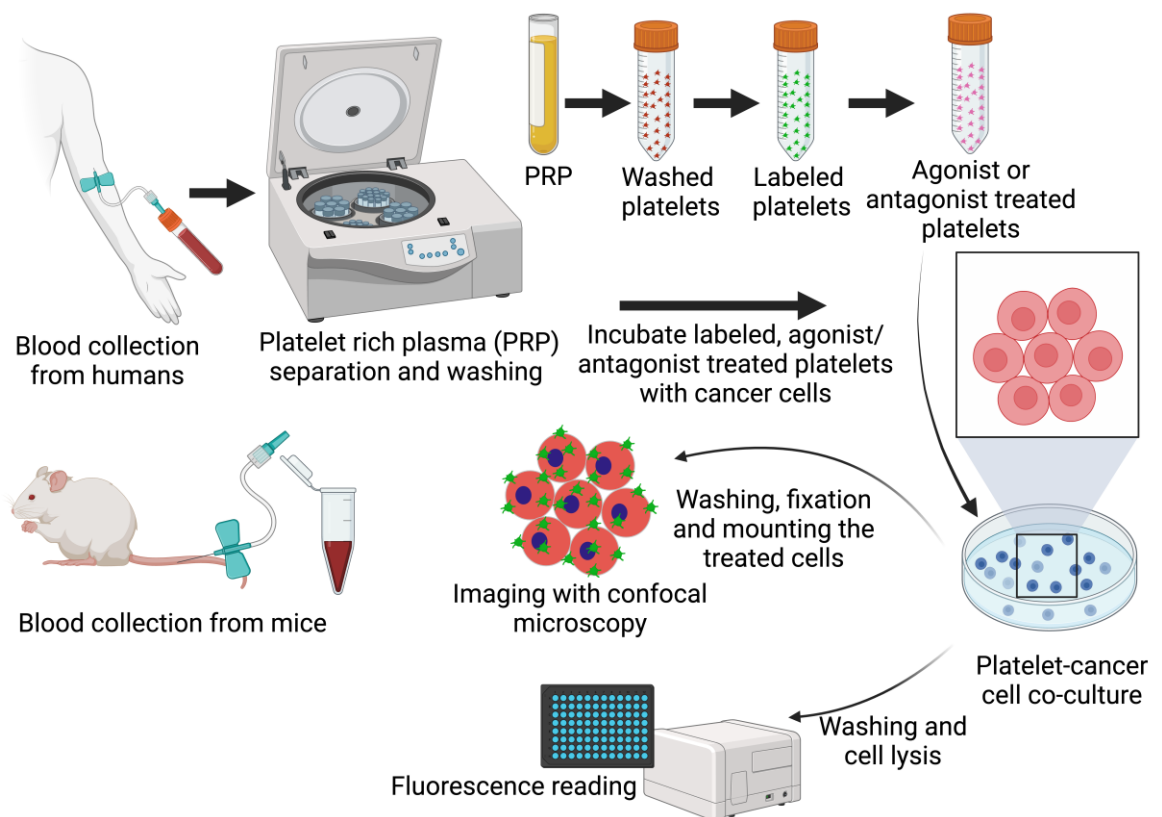 PRP
Washed
platelets
Labeled
platelets
Agonist or
antagonist treated
platelets
Blood collection
from humans
Platelet rich plasma (PRP)
separation and washing
Incubate labeled, agonist/
antagonist treated platelets
with cancer cells
Washing, fixation
and mounting the
treated cells
Imaging with confocal
microscopy
Blood collection from mice
Platelet-cancer
cell co-culture
Washing and
cell lysis
Fluorescence reading